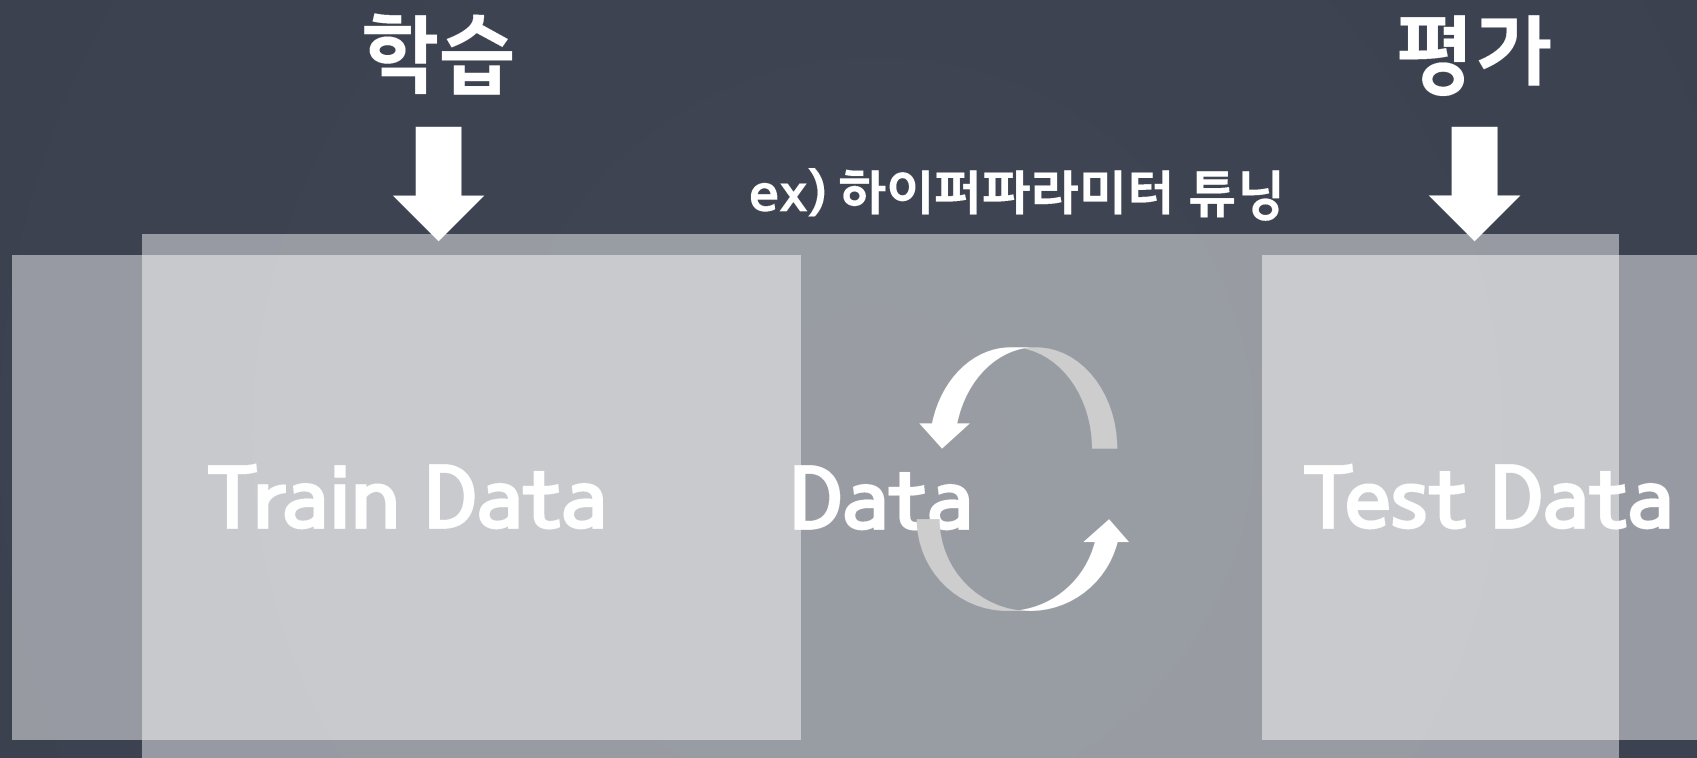 학습
평가
ex) 하이퍼파라미터 튜닝
Train Data
Data
Test Data